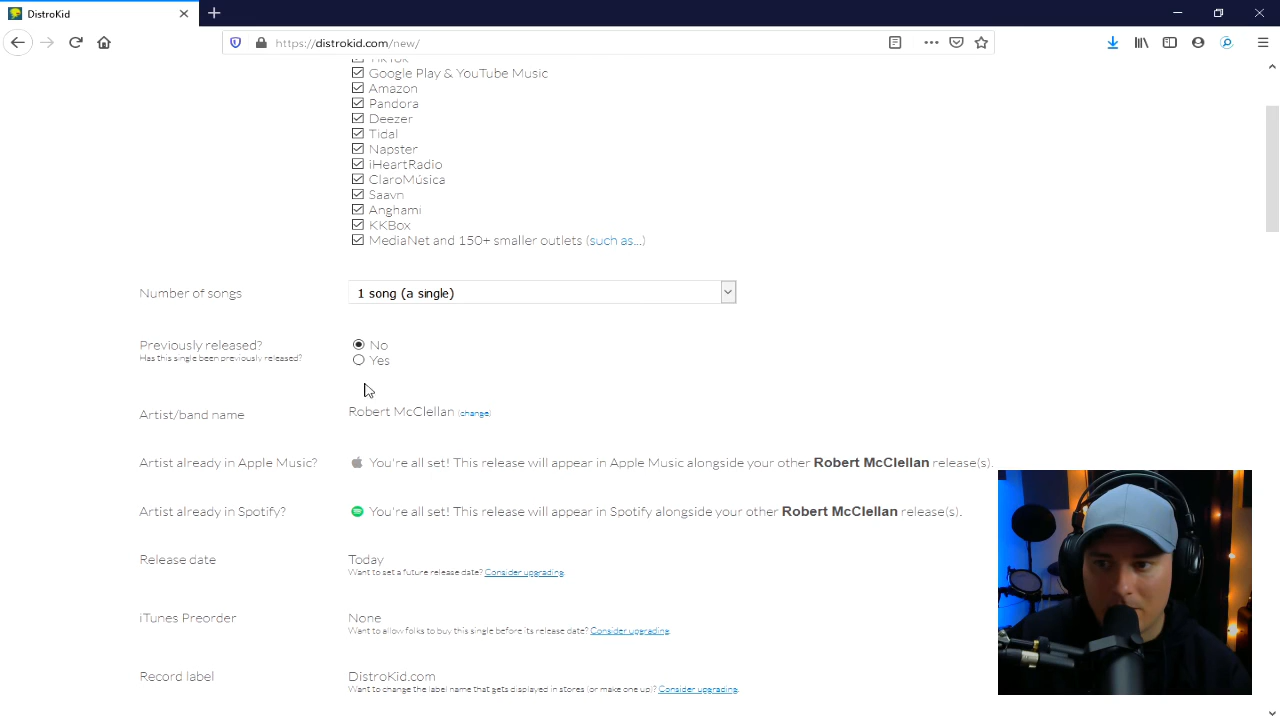 DistroKid
https://distrokid.com/new/
TikTok
Google Play & YouTube Music
Amazon
Pandora
Deezer
Tidal
Napster
iHeartRadio
ClaroMúsica
Saavn
Anghami
KKBox
MediaNet and 150+ smaller outlets (such as...)
Number of songs 1 song (a single)
Previously released? No
Has this single been previously released? Yes
Artist/band name Robert McClellan (change)
Artist already in Apple Music? You're all set! This release will appear in Apple Music alongside your other Robert McClellan release(s).
Artist already in Spotify? You're all set! This release will appear in Spotify alongside your other Robert McClellan release(s).
Release date Today
Want to set a future release date? Consider upgrading.
iTunes Preorder None
Want to allow folks to buy this single before its release date? Consider upgrading.
Record label DistroKid.com
Want to change the label name that gets displayed in stores (or make one up)? Consider upgrading.